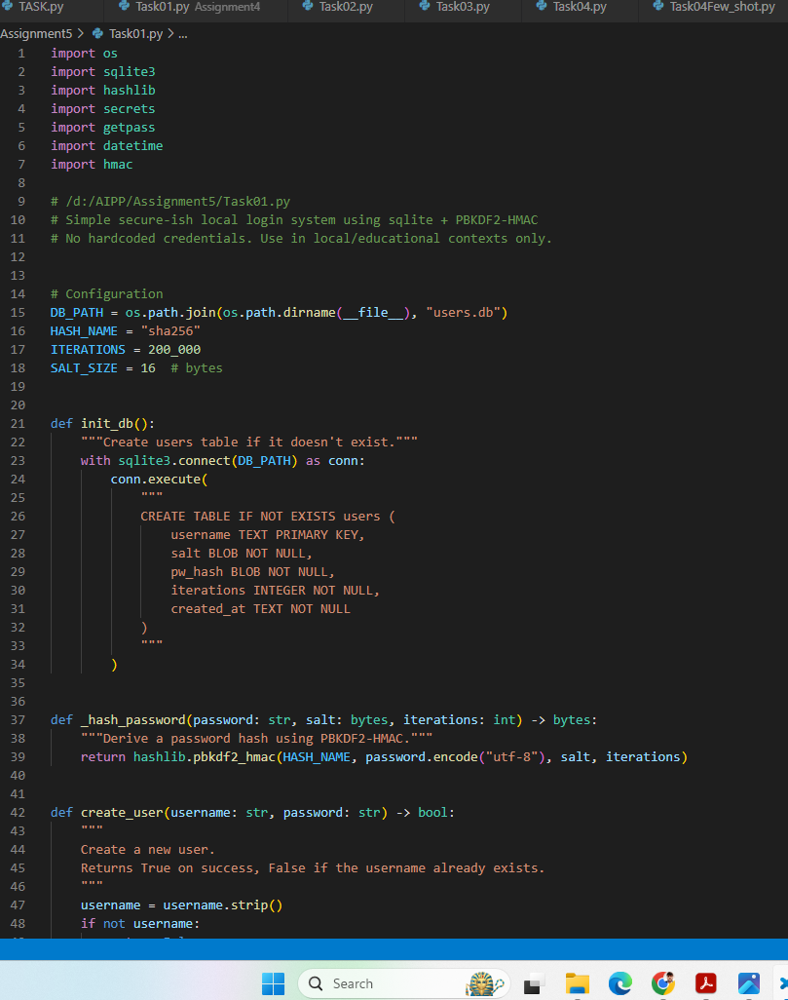 TASK.py Task01.py Assignment4 Task02.py Task03.py Task04.py Task04Few_shot.py
Assignment5 > Task01.py > ...
1 import os
2 import sqlite3
3 import hashlib
4 import secrets
5 import getpass
6 import datetime
7 import hmac
8
9 # /d:/AIPP/Assignment5/Task01.py
10 # Simple secure-ish local login system using sqlite + PBKDF2-HMAC
11 # No hardcoded credentials. Use in local/educational contexts only.
12
13
14 # Configuration
15 DB_PATH = os.path.join(os.path.dirname(__file__), "users.db")
16 HASH_NAME = "sha256"
17 ITERATIONS = 200_000
18 SALT_SIZE = 16  # bytes
19
20
21 def init_db():
22     """Create users table if it doesn't exist."""
23     with sqlite3.connect(DB_PATH) as conn:
24         conn.execute(
25             """
26             CREATE TABLE IF NOT EXISTS users (
27                 username TEXT PRIMARY KEY,
28                 salt BLOB NOT NULL,
29                 pw_hash BLOB NOT NULL,
30                 iterations INTEGER NOT NULL,
31                 created_at TEXT NOT NULL
32             )
33             """
34         )
35
36
37 def _hash_password(password: str, salt: bytes, iterations: int) -> bytes:
38     """Derive a password hash using PBKDF2-HMAC."""
39     return hashlib.pbkdf2_hmac(HASH_NAME, password.encode("utf-8"), salt, iterations)
40
41
42 def create_user(username: str, password: str) -> bool:
43     """
44     Create a new user.
45     Returns True on success, False if the username already exists.
46     """
47     username = username.strip()
48     if not username:
Search